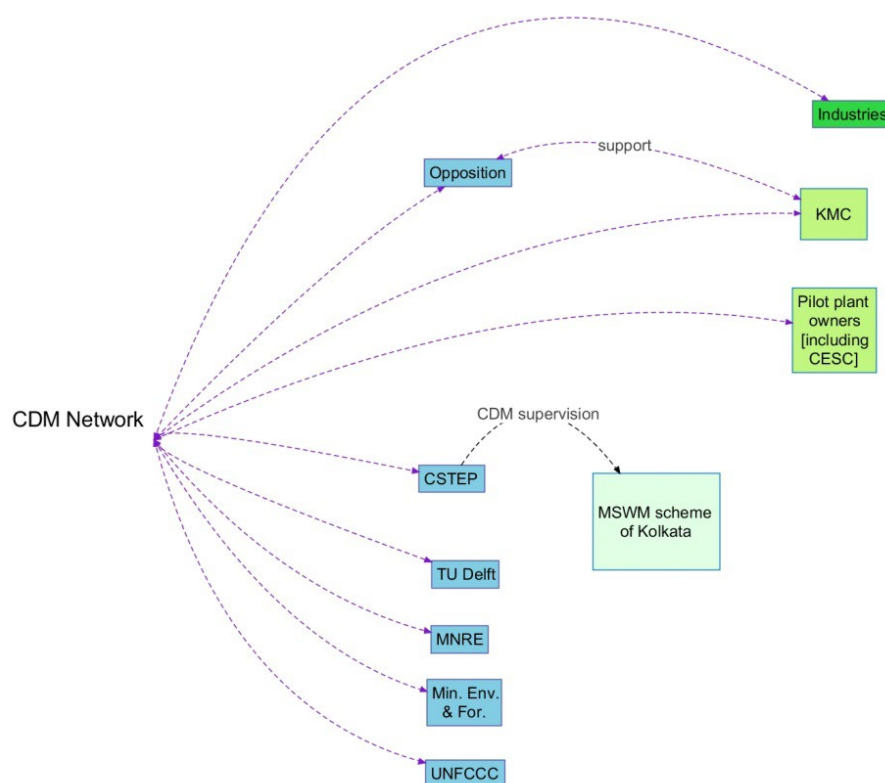 Industries
support
Opposition
KMC
Pilot plant
owners
[including
CESC]
CDM Network
CDM supervision
CSTEP
MSWM scheme
of Kolkata
TU Delft
MNRE
Min. Env.
& For.
UNFCCC